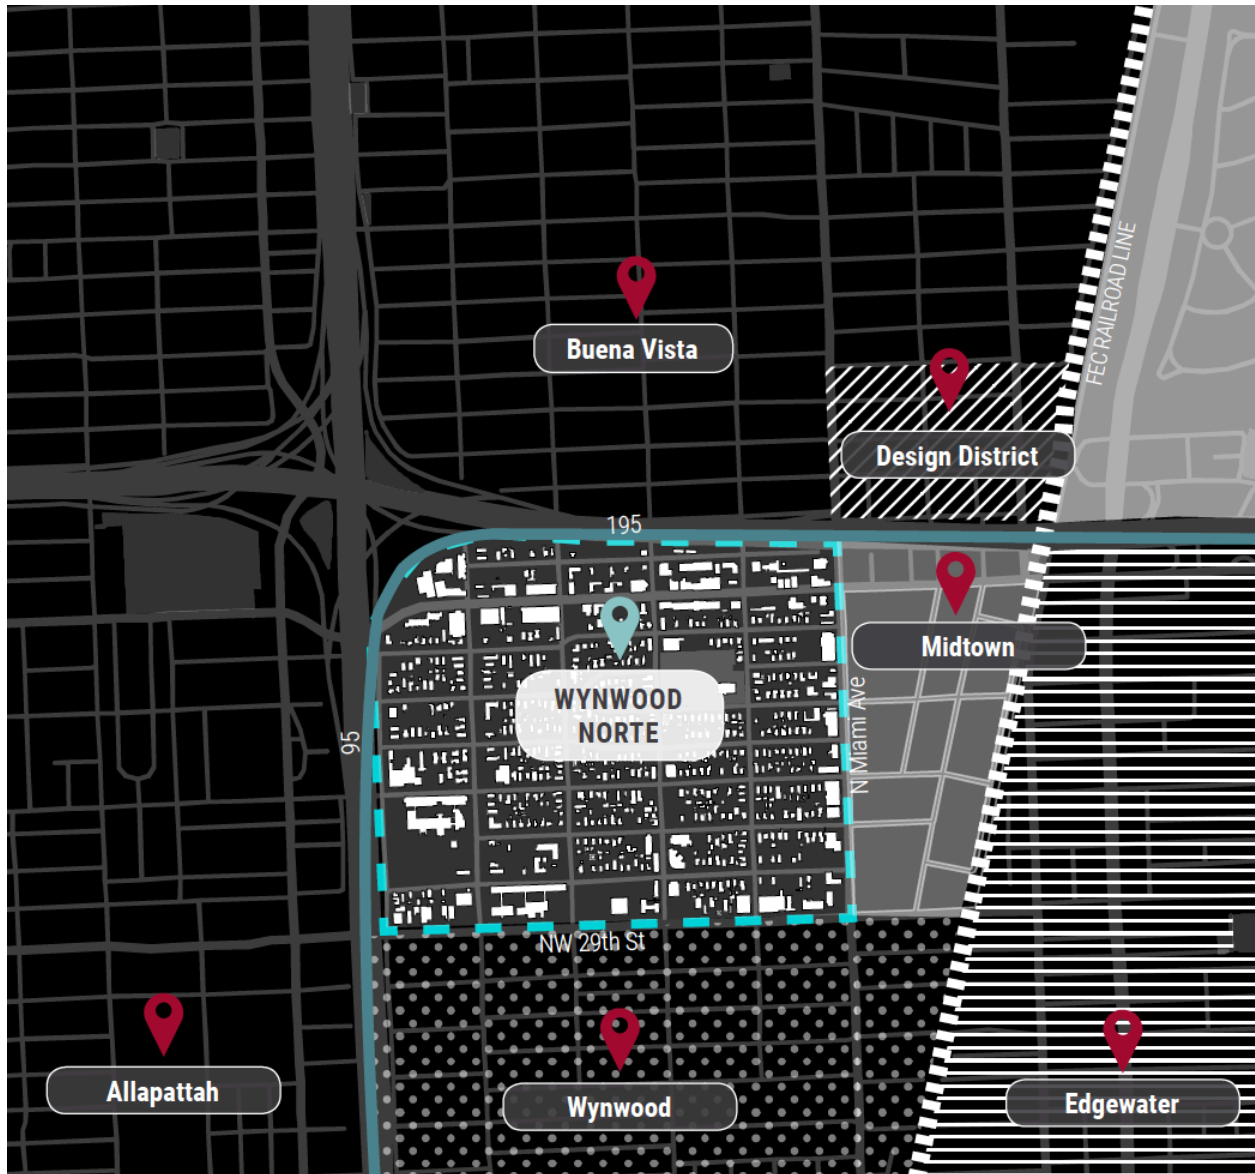 Buena Vista
FEC RAILROAD LINE
Design District
195
Midtown
WYNWOOD
NORTE
N Miami Ave
95
NW 29th St
Allapattah
Wynwood
Edgewater